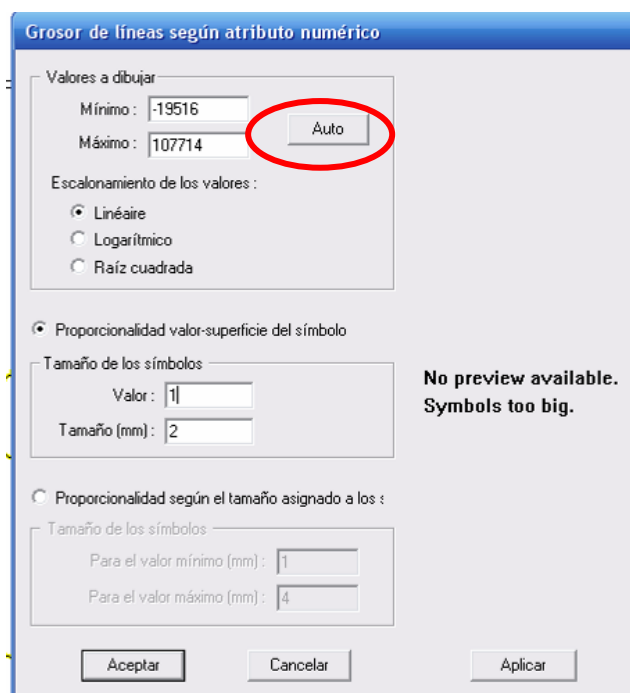 Grosor de líneas según atributo numérico
Valores a dibujar
Mínimo : -19516
Máximo : 107714
Auto
Escalonamiento de los valores :
Linéaire
Logarítmico
Raíz cuadrada
Proporcionalidad valor-superficie del símbolo
Tamaño de los símbolos
Valor : 1
Tamaño (mm) : 2
No preview available.
Symbols too big.
Proporcionalidad según el tamaño asignado a los s
Tamaño de los símbolos
Para el valor mínimo (mm) : 1
Para el valor máximo (mm) : 4
Aceptar Cancelar Aplicar